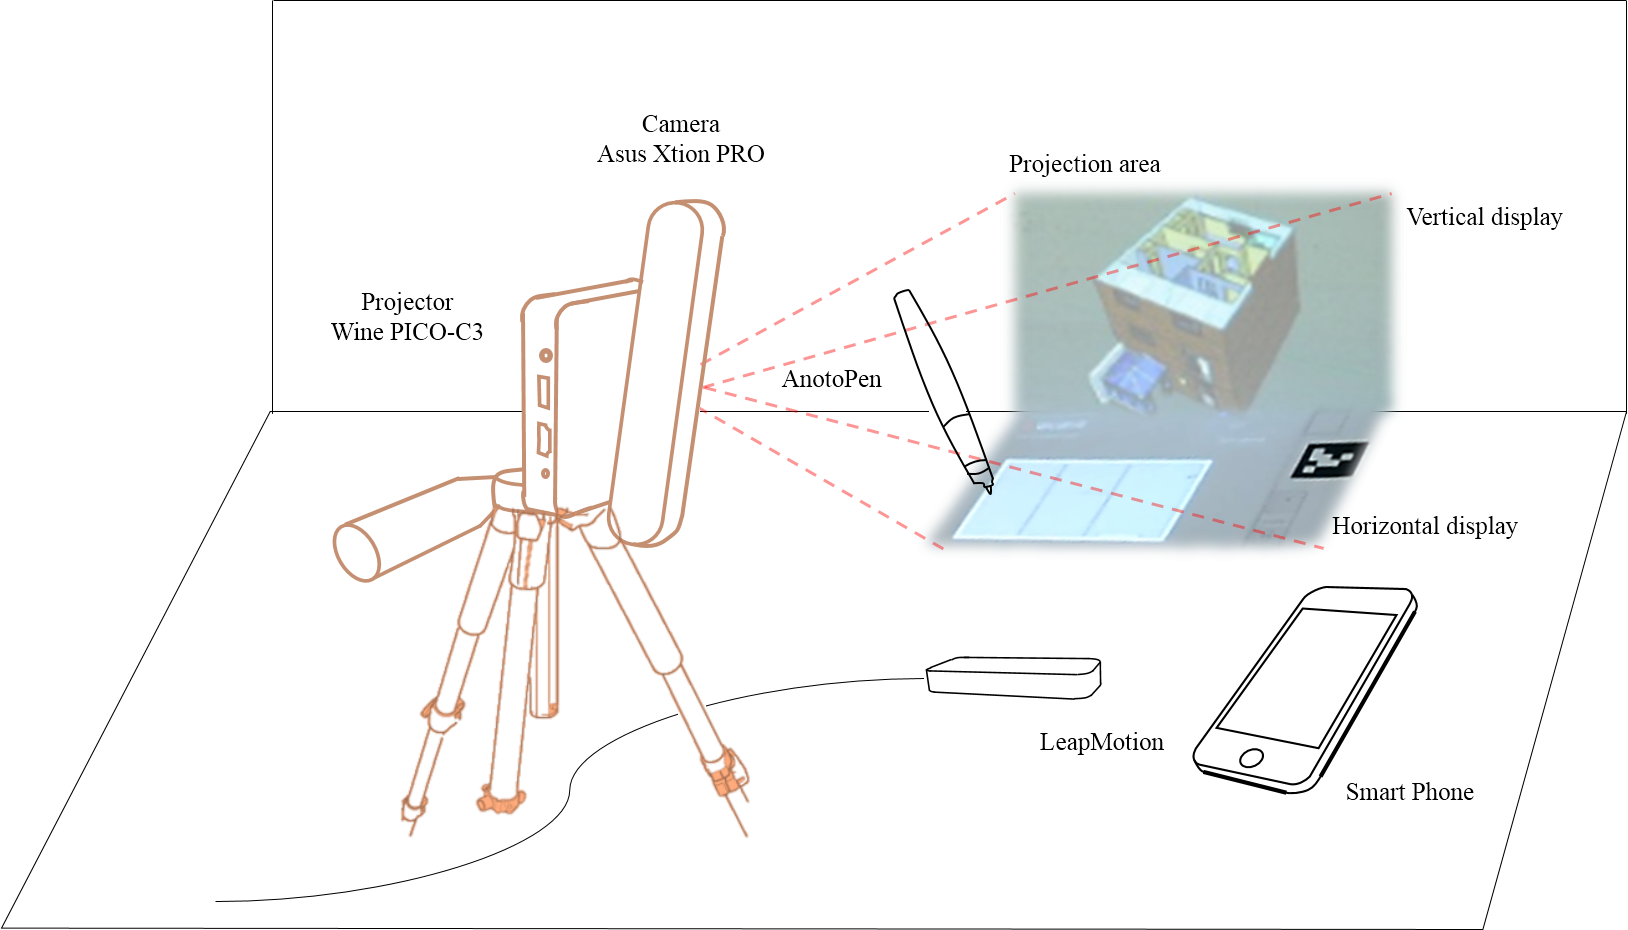 Camera
Asus Xtion PRO
Projection area
Vertical display
Projector
Wine PICO-C3
AnotoPen
Horizontal display
LeapMotion
Smart Phone